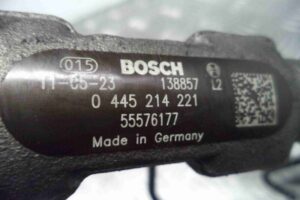 015 BOSCH
11-05-23 138857 L2
0 445 214 221
55576177
Made in Germany